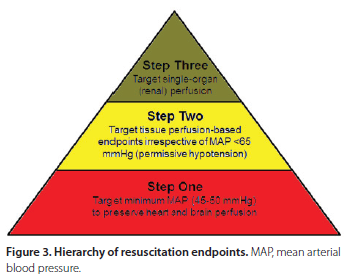 Step Three
Target single-organ
(renal) perfusion
Step Two
Target tissue perfusion-based
endpoints irrespective of MAP <65
mmHg (permissive hypotension)
Step One
Target minimum MAP (45-50 mmHg)
to preserve heart and brain perfusion
Figure 3. Hierarchy of resuscitation endpoints. MAP, mean arterial
blood pressure.